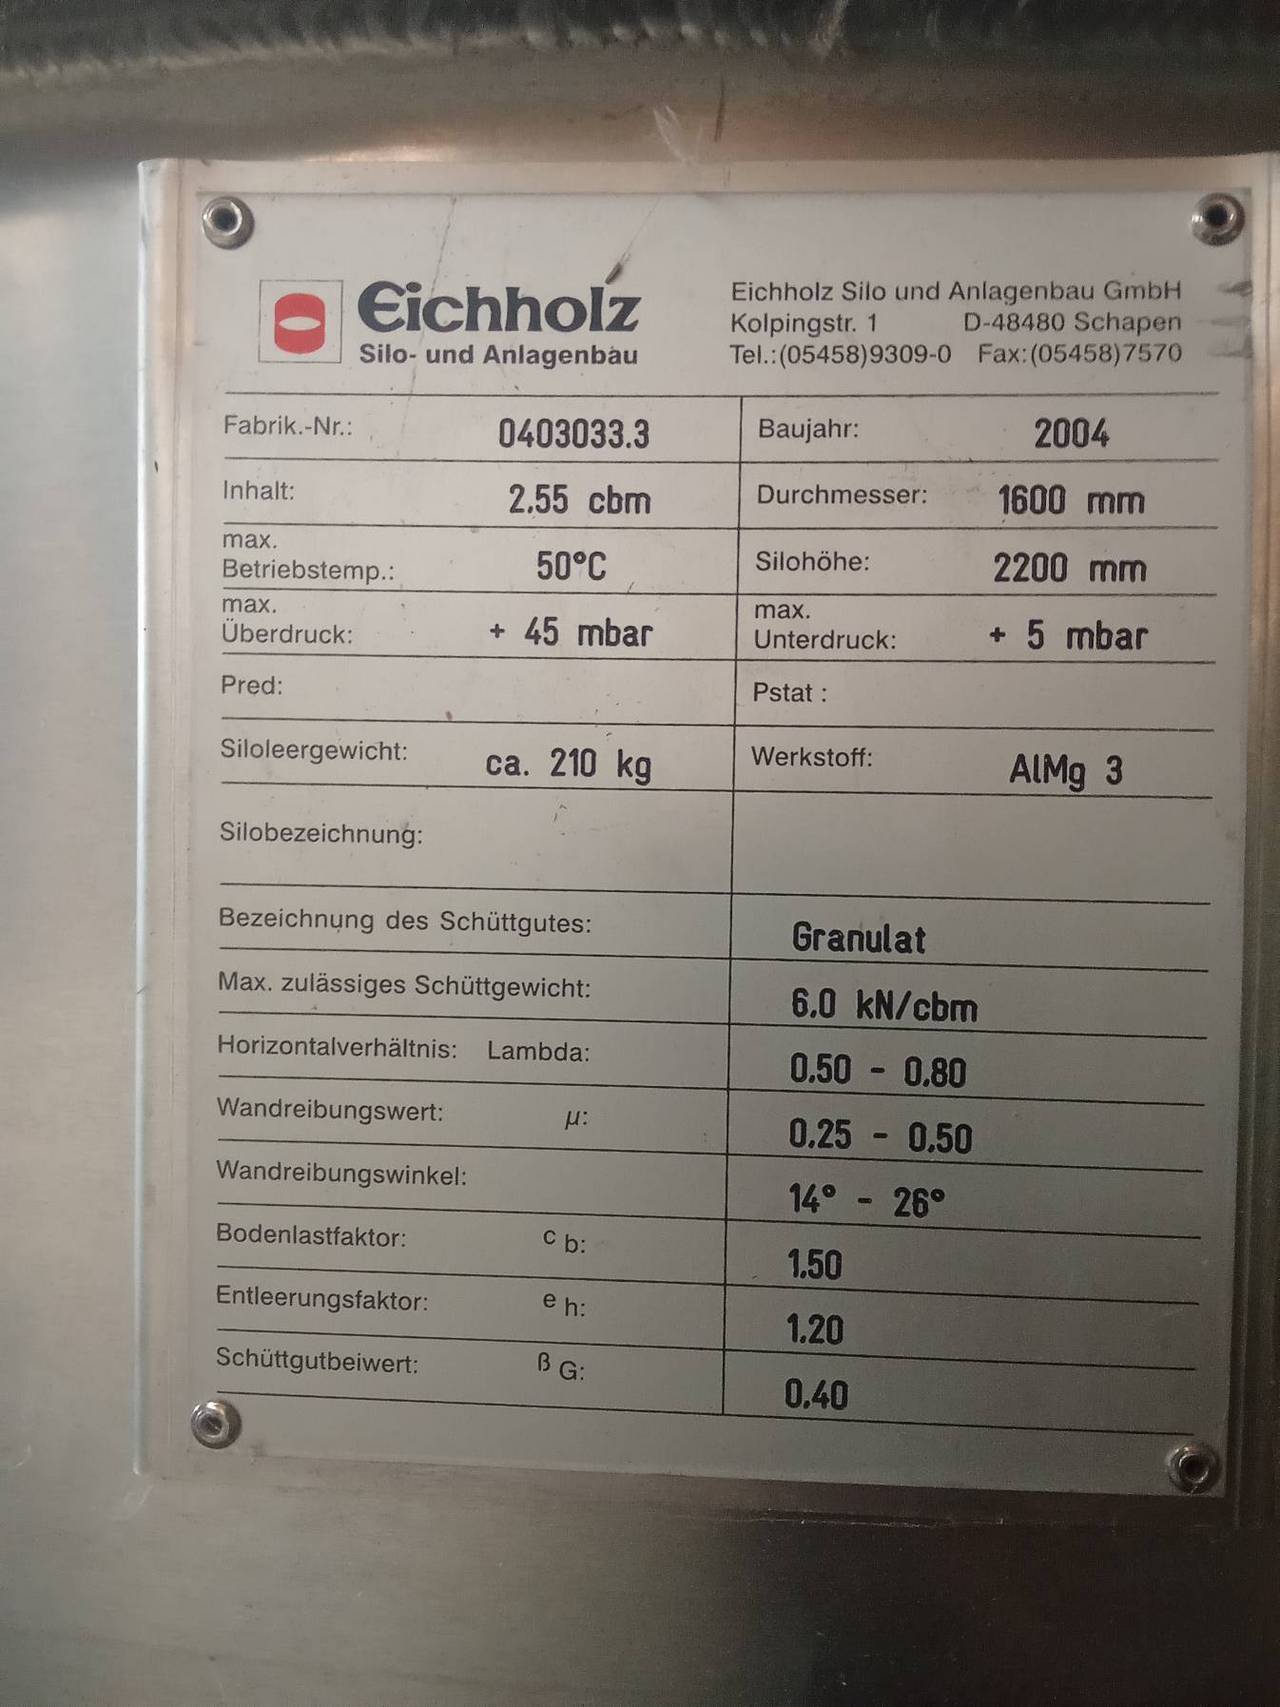 Eichholz
Silo- und Anlagenbau
Eichholz Silo und Anlagenbau GmbH
Kolpingstr. 1 D-48480 Schapen
Tel.:(05458)9309-0 Fax:(05458)7570
Fabrik.-Nr.: 0403033.3 Baujahr: 2004
Inhalt: 2.55 cbm Durchmesser: 1600 mm
max.
Betriebstemp.: 50°C Silohöhe: 2200 mm
max. max.
Überdruck: + 45 mbar Unterdruck: + 5 mbar
Pred: Pstat :
Siloleergewicht: ca. 210 kg Werkstoff: AlMg 3
Silobezeichnung:
Bezeichnung des Schüttgutes: Granulat
Max. zulässiges Schüttgewicht: 6.0 kN/cbm
Horizontalverhältnis: Lambda: 0.50 - 0.80
Wandreibungswert: µ: 0.25 - 0.50
Wandreibungswinkel: 14° - 26°
Bodenlastfaktor: c b: 1.50
Entleerungsfaktor: e h: 1.20
Schüttgutbeiwert: ß G: 0.40